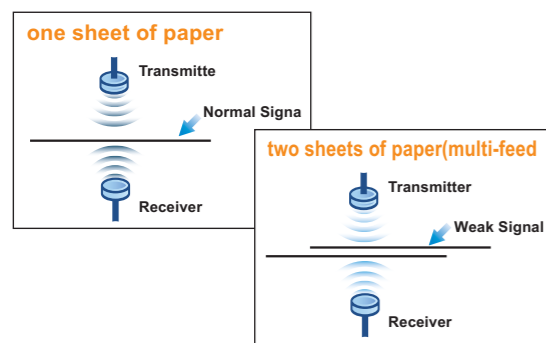 one sheet of paper
Transmitte
Normal Signa
Receiver
two sheets of paper(multi-feed
Transmitter
Weak Signal
Receiver